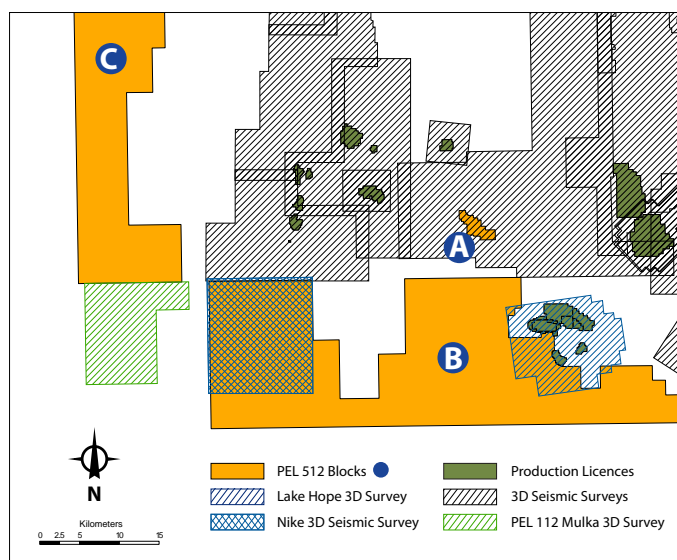 C
A
B
N
Kilometers
0 2.5 5 10 15
PEL 512 Blocks
Lake Hope 3D Survey
Nike 3D Seismic Survey
Production Licences
3D Seismic Surveys
PEL 112 Mulka 3D Survey